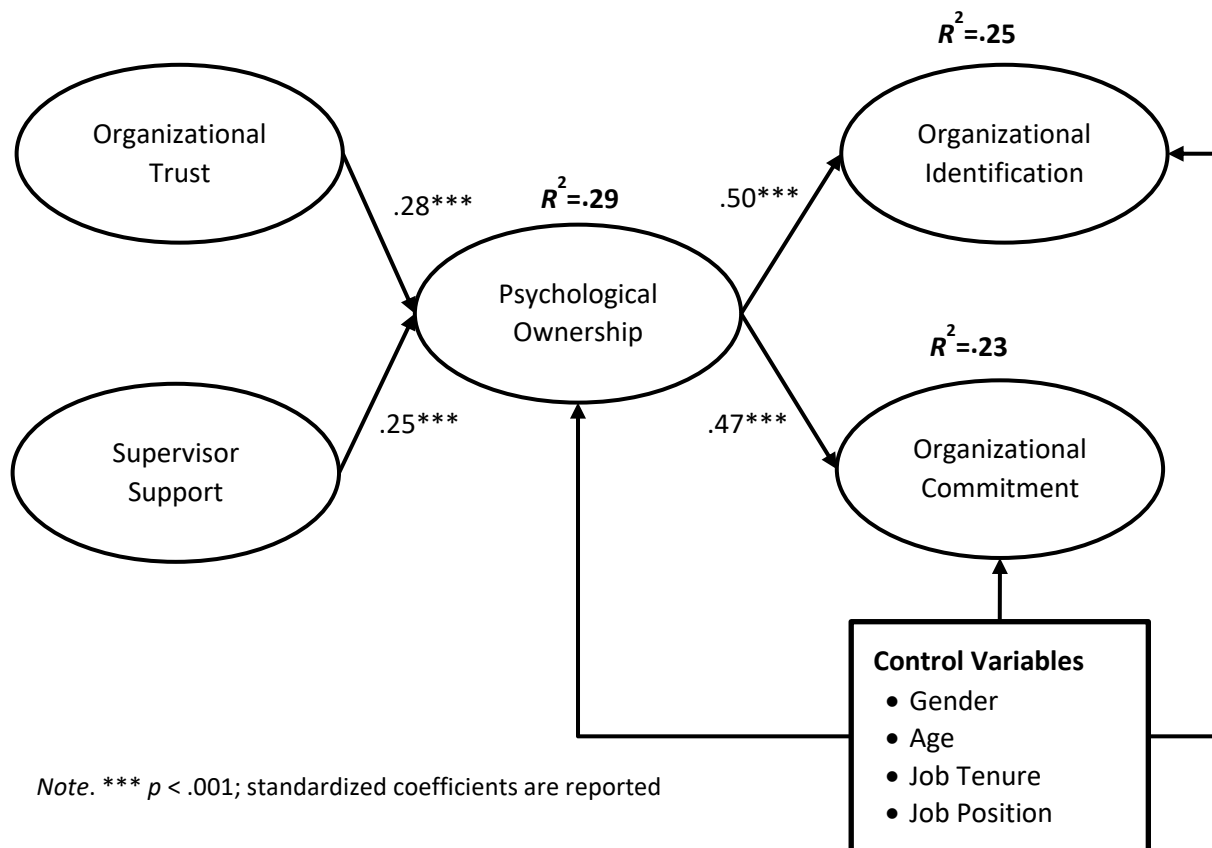 R²=.25
Organizational
Trust
Organizational
Identification
.28***
R²=.29
.50***
Psychological
Ownership
R²=.23
.25***
.47***
Supervisor
Support
Organizational
Commitment
Control Variables
• Gender
• Age
• Job Tenure
• Job Position
Note. *** p < .001; standardized coefficients are reported